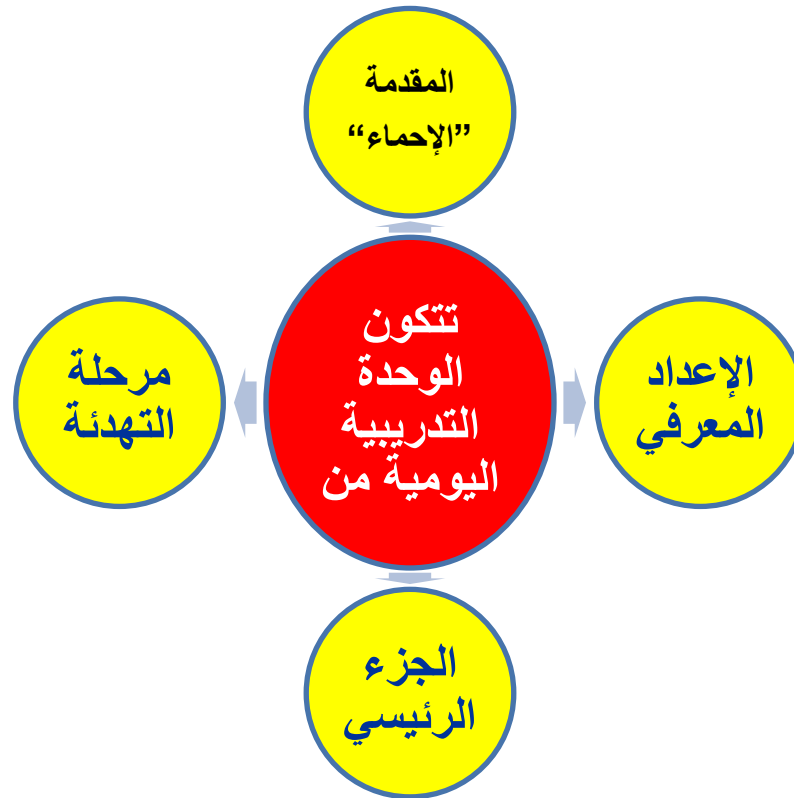 المقدمة
”الإحماء“
تتكون
الوحدة
التدريبية
اليومية من
الإعداد
المعرفي
مرحلة
التهدئة
الجزء
الرئيسي